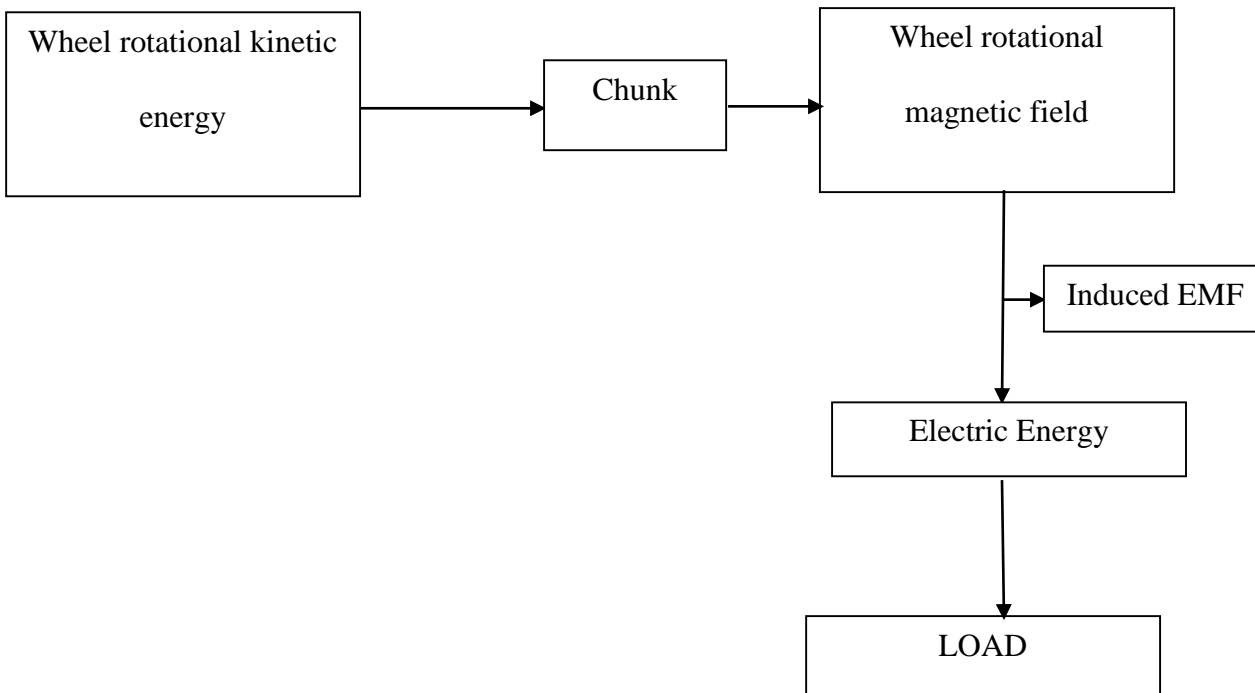 Wheel rotational kinetic
energy
Chunk
Wheel rotational
magnetic field
Induced EMF
Electric Energy
LOAD